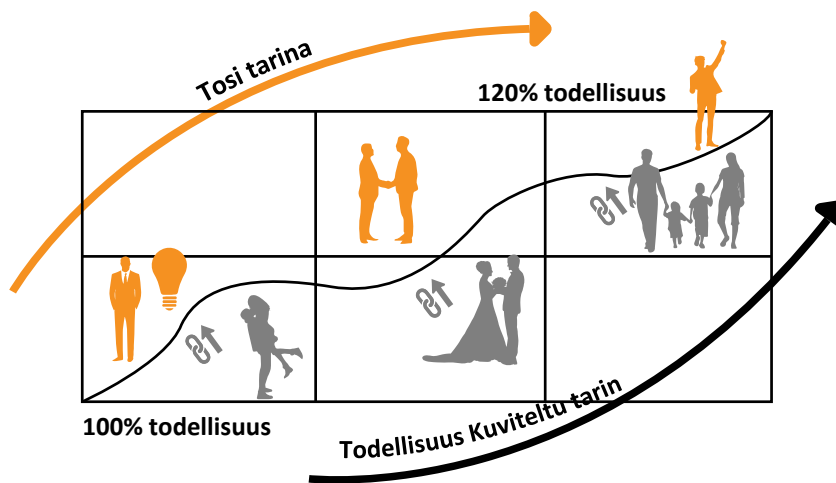 Tosi tarina
120% todellisuus
100% todellisuus
Todellisuus Kuviteltu tarin